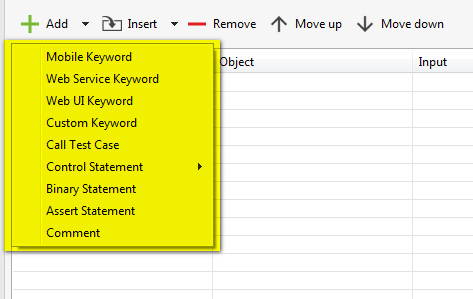 Add Insert Remove Move up Move down
Object Input
Mobile Keyword
Web Service Keyword
Web UI Keyword
Custom Keyword
Call Test Case
Control Statement
Binary Statement
Assert Statement
Comment